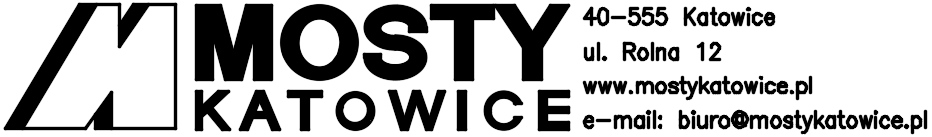 MOSTY
KATOWICE
40-555 Katowice
ul. Rolna 12
www.mostykatowice.pl
e-mail: biuro@mostykatowice.pl